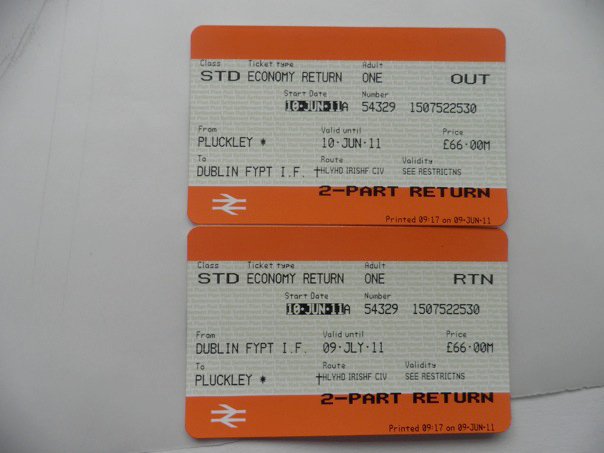 Class Ticket type Adult
STD ECONOMY RETURN ONE OUT
Start Date Number
10·JUN·11A 54329 1507522530
From Valid until Price
PLUCKLEY * 10·JUN·11 £66·00M
To Route Validity
DUBLIN FYPT I.F. †HLYHD IRISHF CIV SEE RESTRICTNS
2-PART RETURN
Printed 09:17 on 09-JUN-11
Class Ticket type Adult
STD ECONOMY RETURN ONE RTN
Start Date Number
10·JUN·11A 54329 1507522530
From Valid until Price
DUBLIN FYPT I.F. 09·JLY·11 £66·00M
To Route Validity
PLUCKLEY * †HLYHD IRISHF CIV SEE RESTRICTNS
2-PART RETURN
Printed 09:17 on 09-JUN-11